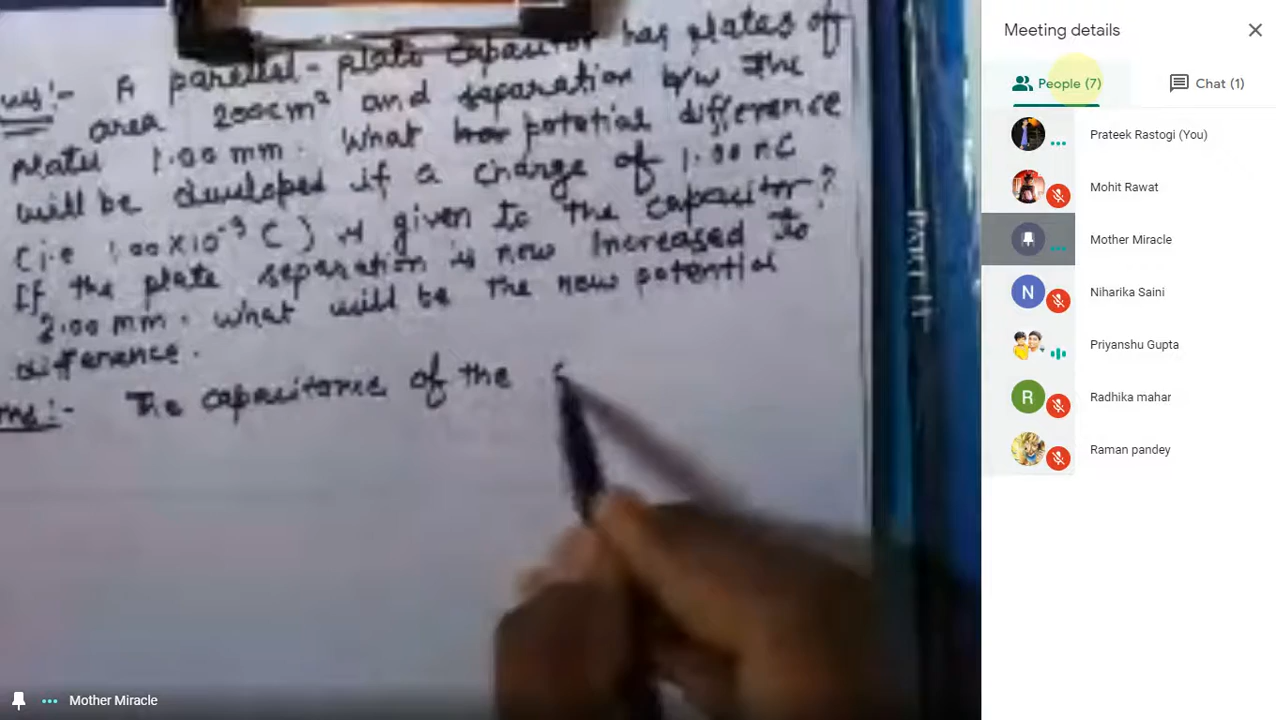 Ques:- A parellel-plate capacitor has plates of
area 200cm² and separation b/w the
plates 1.00 mm. What potatial difference
will be developed if a charge of 1.00 nC
(i.e 1.00×10⁻⁹ C) is given to the capacitor?
If the plate separation is now Increased to
2.00 mm. what will be the new potential
difference.
Ans:- The capacitance of the
Mother Miracle
Meeting details
People (7)
Chat (1)
Prateek Rastogi (You)
Mohit Rawat
Mother Miracle
N
Niharika Saini
Priyanshu Gupta
R
Radhika mahar
Raman pandey